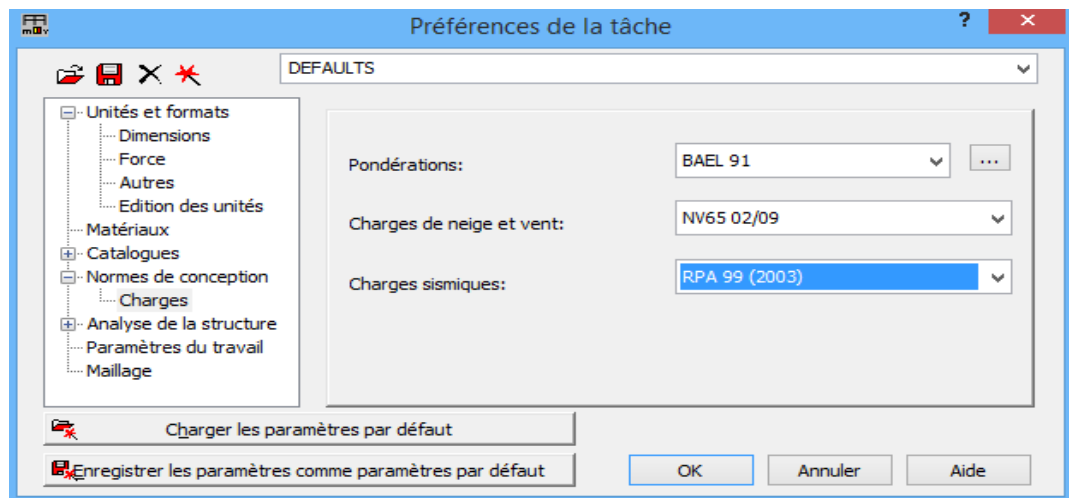 Préférences de la tâche
?
DEFAULTS
Unités et formats
Dimensions
Force
Autres
Edition des unités
Matériaux
Catalogues
Normes de conception
Charges
Analyse de la structure
Paramètres du travail
Maillage
Pondérations:
BAEL 91
...
Charges de neige et vent:
NV65 02/09
Charges sismiques:
RPA 99 (2003)
Charger les paramètres par défaut
Enregistrer les paramètres comme paramètres par défaut
OK
Annuler
Aide